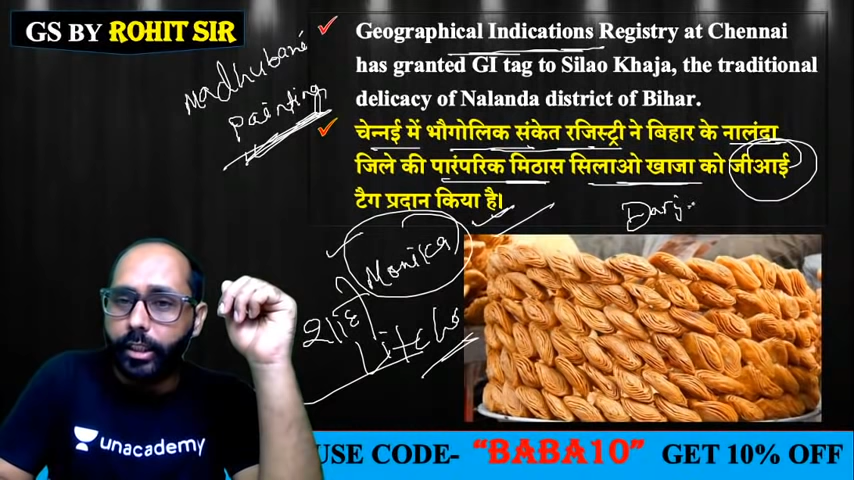 GS BY ROHIT SIR
Geographical Indications Registry at Chennai
has granted GI tag to Silao Khaja, the traditional
delicacy of Nalanda district of Bihar.
चेन्नई में भौगोलिक संकेत रजिस्ट्री ने बिहार के नालंदा
जिले की पारंपरिक मिठास सिलाओ खाजा को जीआई
टैग प्रदान किया है।
Madhubani
Painting
Darj
Monika
शाही
unacademy
USE CODE- "BABA10" GET 10% OFF